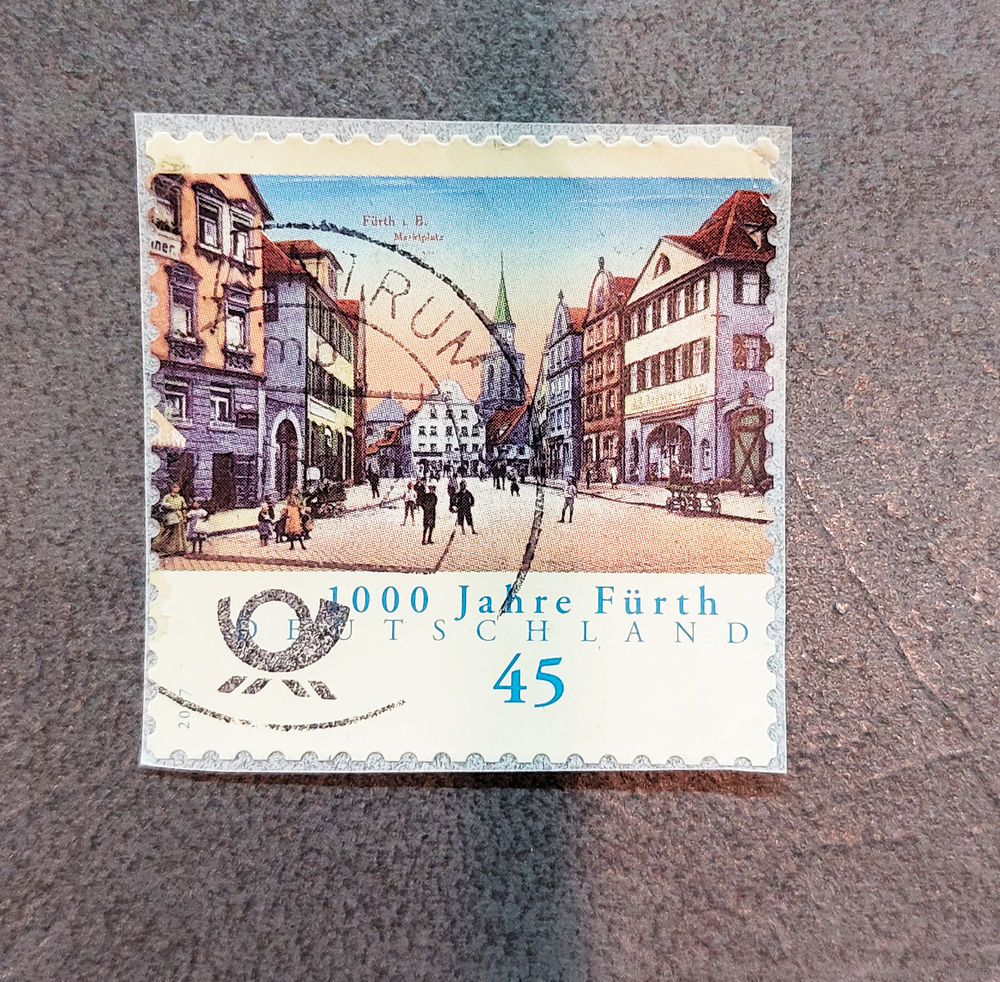 Fürth i. B.
Marktplatz
1000 Jahre Fürth
DEUTSCHLAND
45